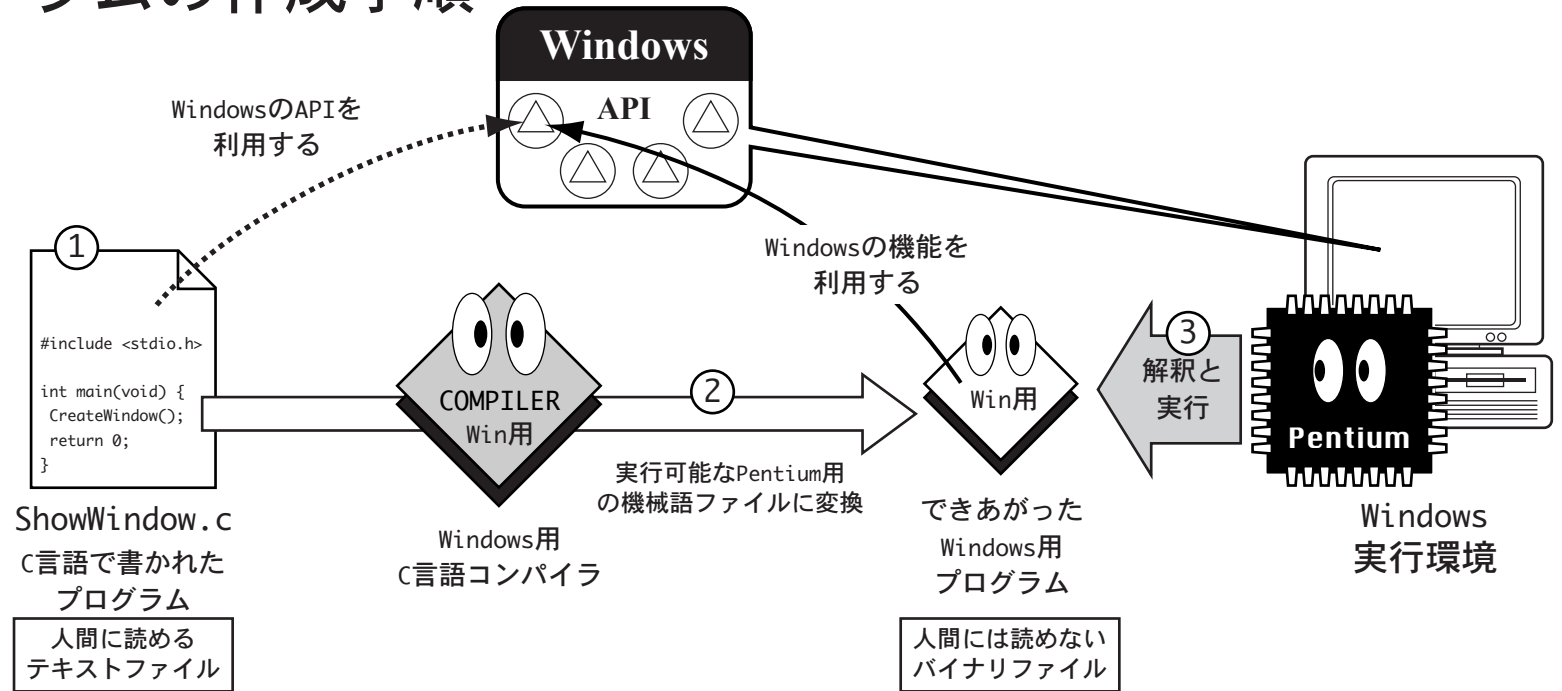 ラムの作成手順
Windows
API
WindowsのAPIを
利用する
Windowsの機能を
利用する
1
#include <stdio.h>
int main(void) {
CreateWindow();
return 0;
}
ShowWindow.c
C言語で書かれた
プログラム
人間に読める
テキストファイル
COMPILER
Win用
Windows用
C言語コンパイラ
2
実行可能なPentium用
の機械語ファイルに変換
Win用
できあがった
Windows用
プログラム
人間には読めない
バイナリファイル
3
解釈と
実行
Pentium
Windows
実行環境